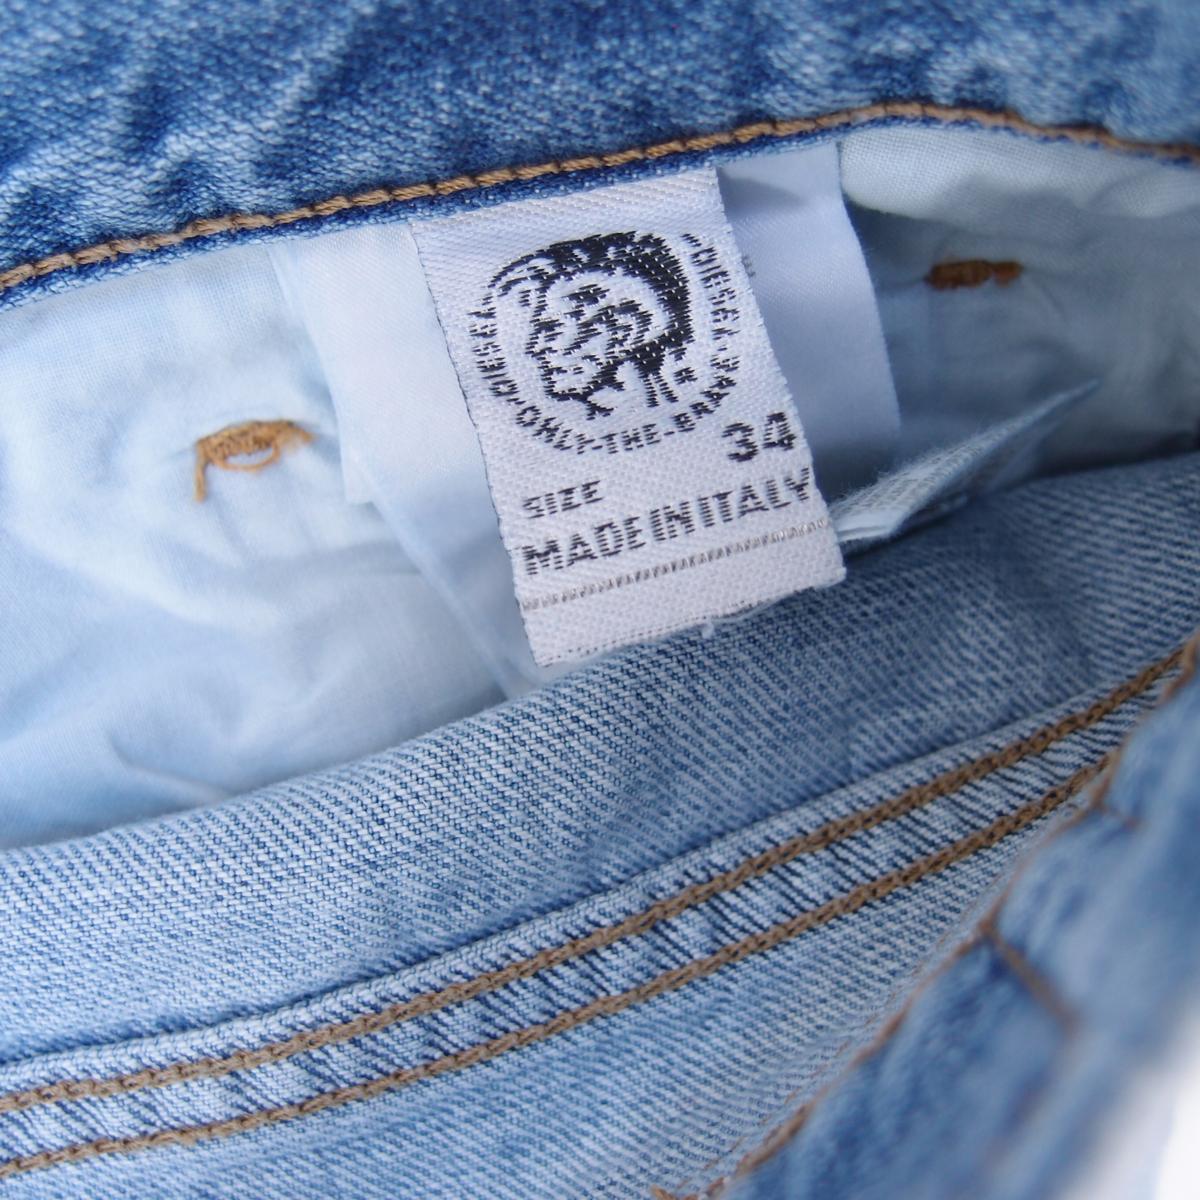 ·DIESEL·ONLY·THE·BRAVE·DIESEL·
34
SIZE
MADE IN ITALY